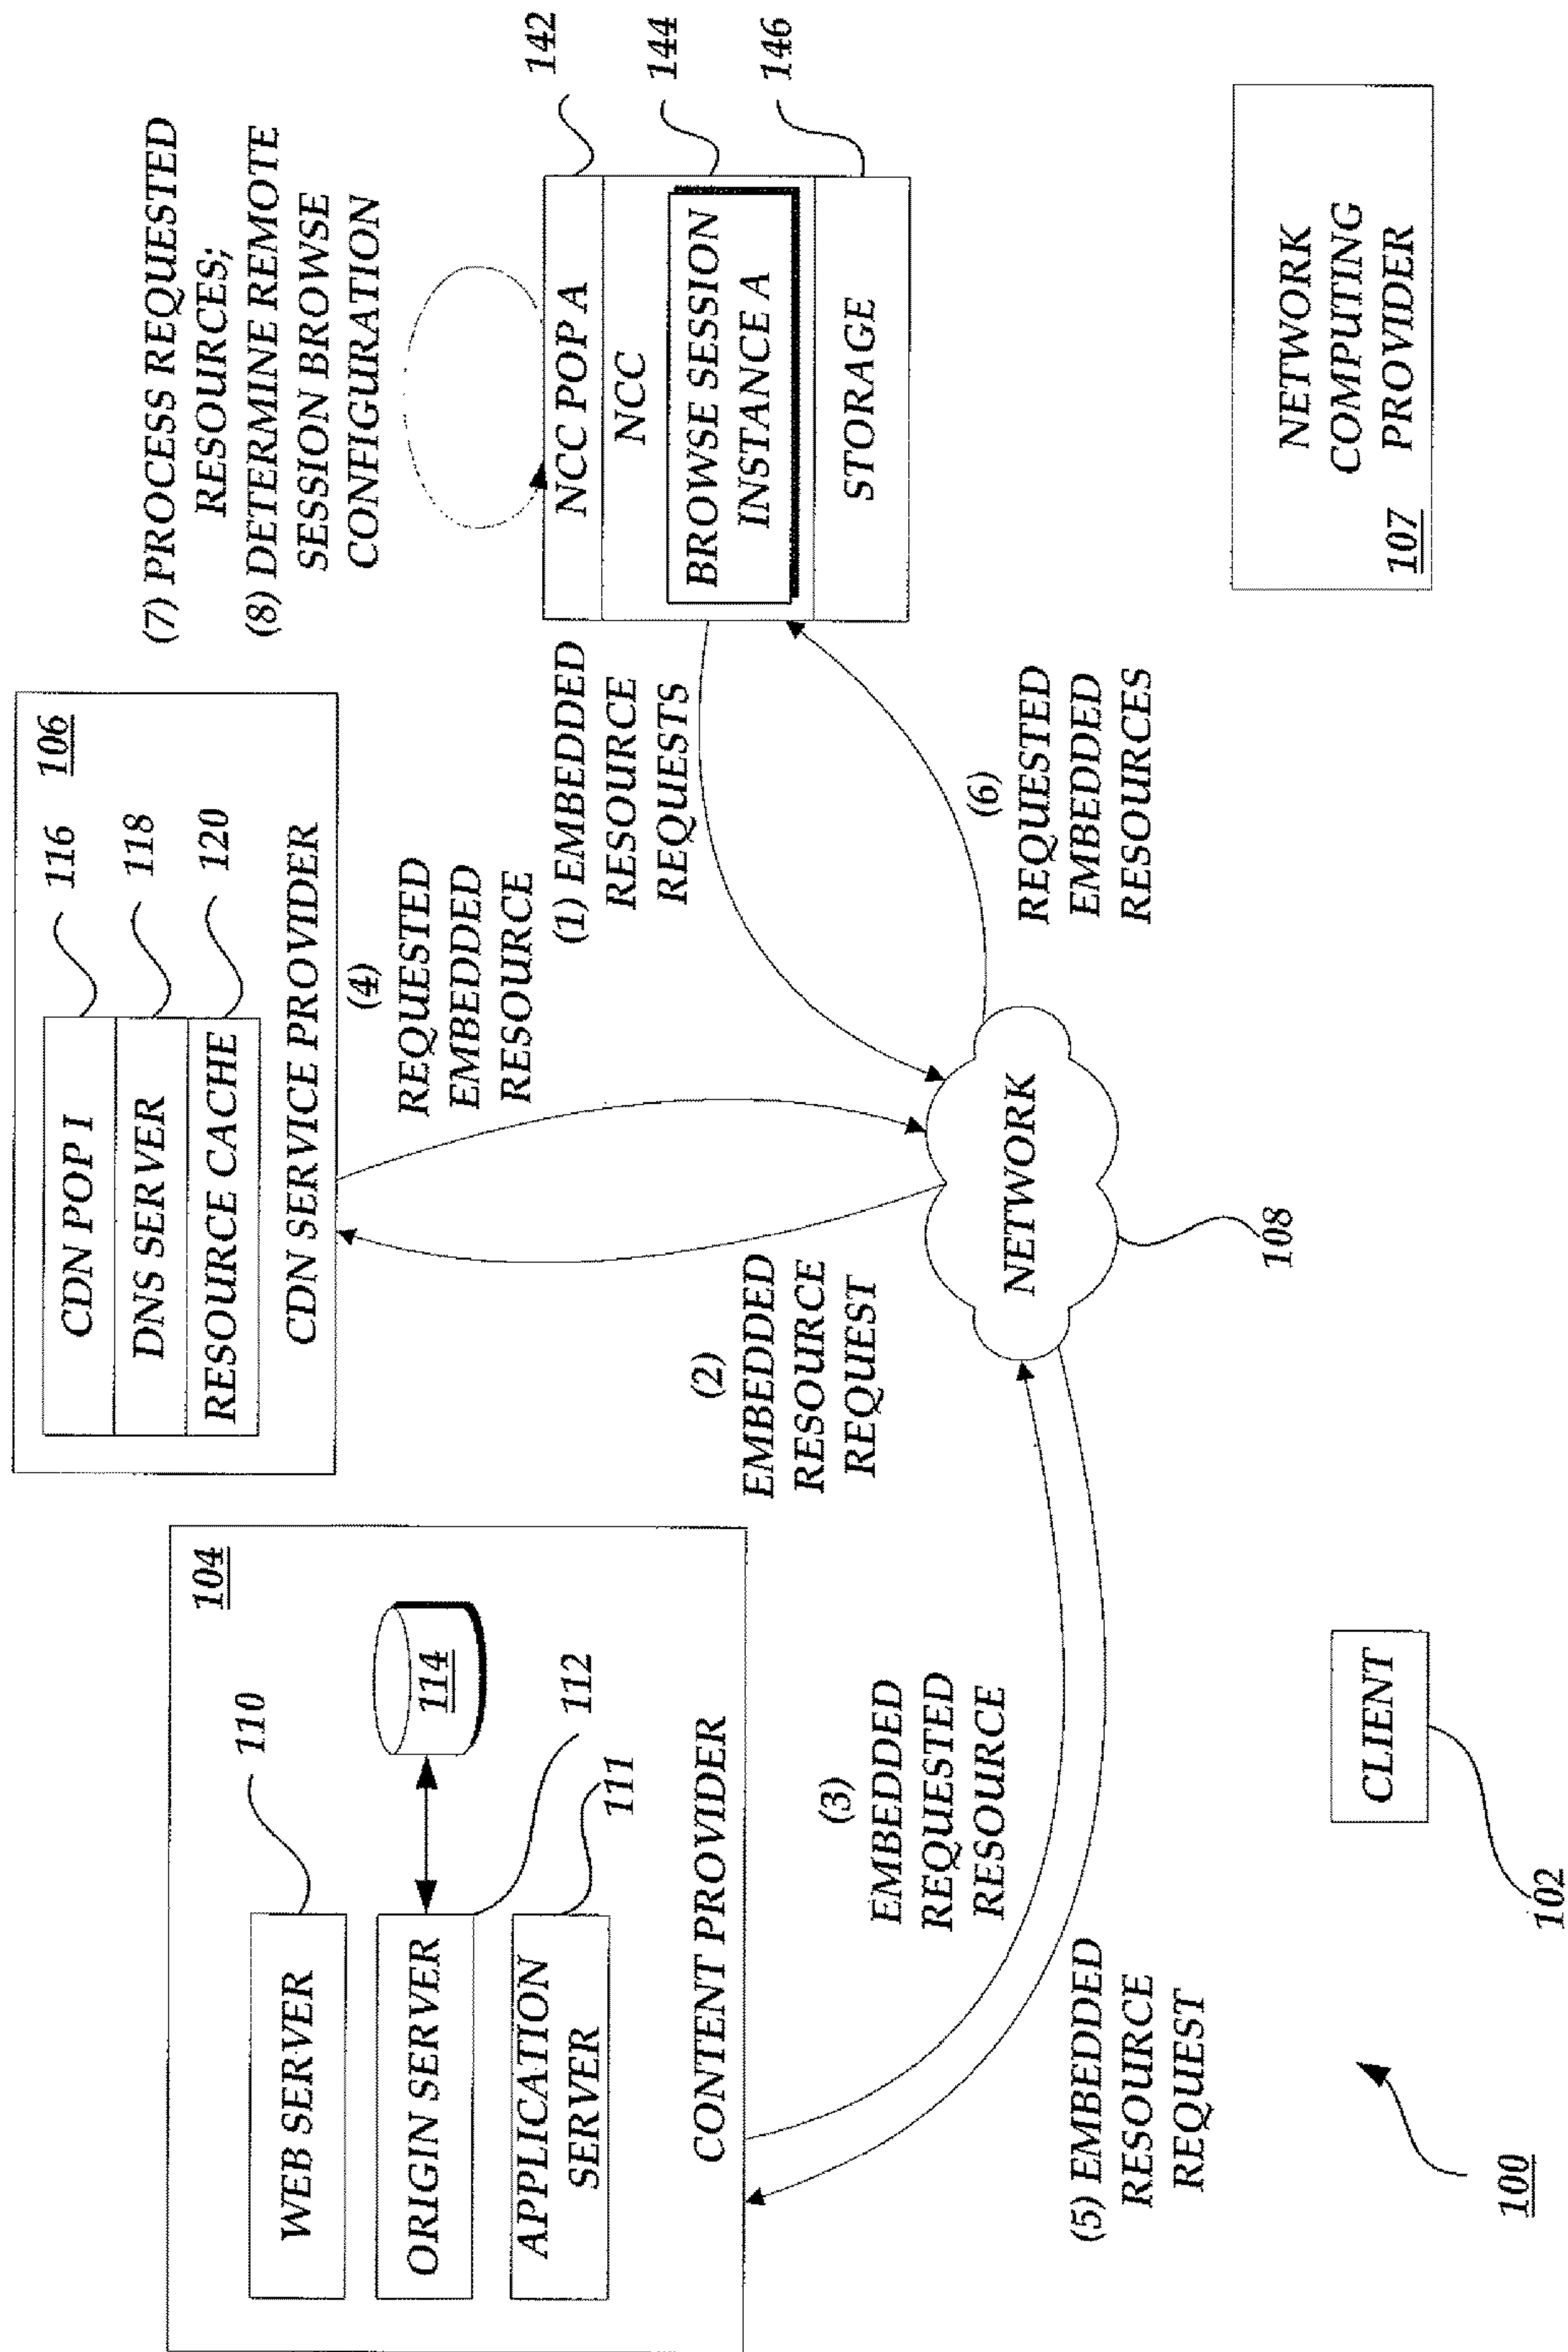 104
110
WEB SERVER
ORIGIN SERVER
114
112
APPLICATION
SERVER
111
CONTENT PROVIDER
106
116
CDN POP I
118
DNS SERVER
120
RESOURCE CACHE
CDN SERVICE PROVIDER
(7) PROCESS REQUESTED
RESOURCES;
(8) DETERMINE REMOTE
SESSION BROWSE
CONFIGURATION
142
NCC POP A
144
NCC
BROWSE SESSION
INSTANCE A
146
STORAGE
(4)
REQUESTED
EMBEDDED
RESOURCE
(1) EMBEDDED
RESOURCE
REQUESTS
(2)
EMBEDDED
RESOURCE
REQUEST
(3)
EMBEDDED
REQUESTED
RESOURCE
(6)
REQUESTED
EMBEDDED
RESOURCES
NETWORK
108
(5) EMBEDDED
RESOURCE
REQUEST
NETWORK
COMPUTING
PROVIDER
107
CLIENT
102
100